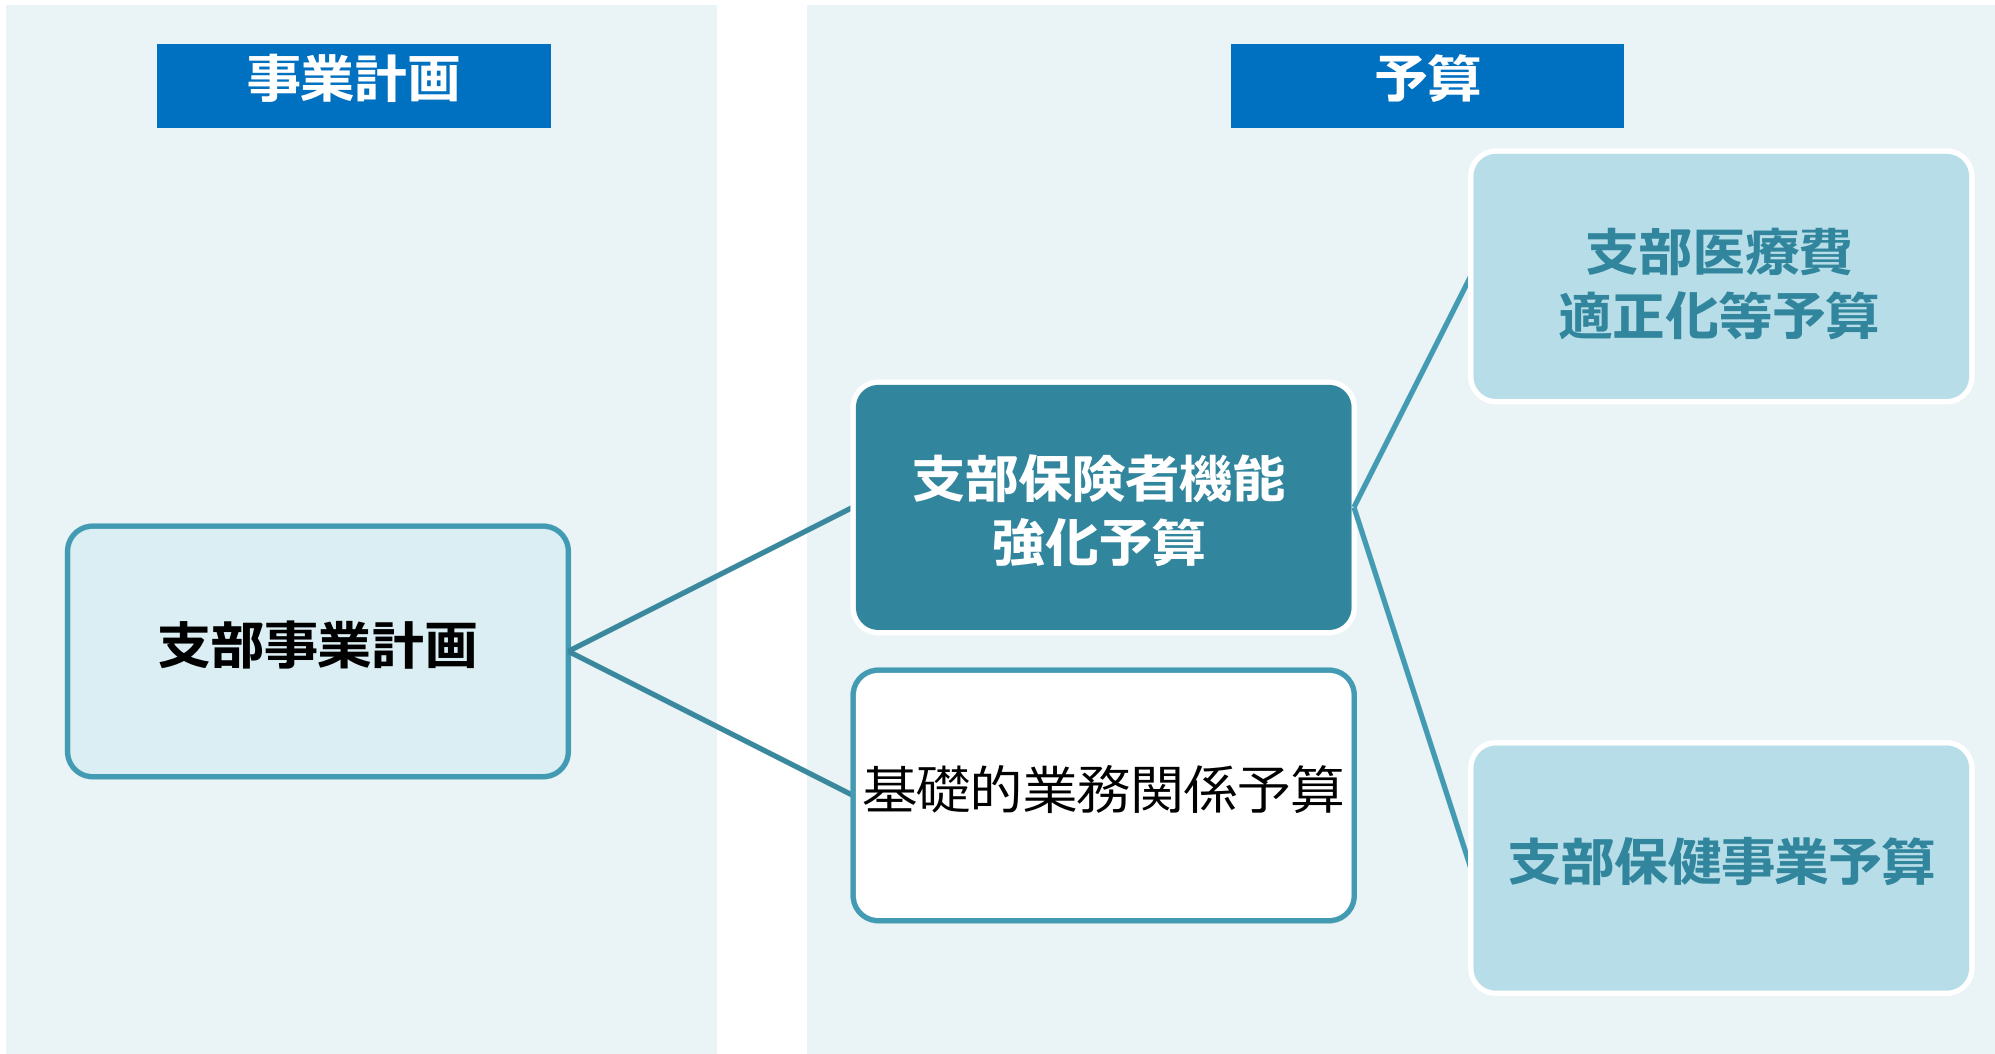 事業計画
予算
支部事業計画
支部保険者機能
強化予算
基礎的業務関係予算
支部医療費
適正化等予算
支部保健事業予算